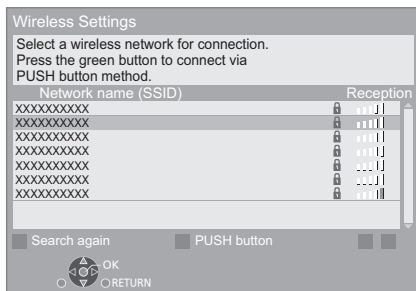 Wireless Settings
Select a wireless network for connection.
Press the green button to connect via
PUSH button method.
Network name (SSID) Reception
XXXXXXXXXX
XXXXXXXXXX
XXXXXXXXXX
XXXXXXXXXX
XXXXXXXXXX
XXXXXXXXXX
XXXXXXXXXX
Search again PUSH button
OK
RETURN